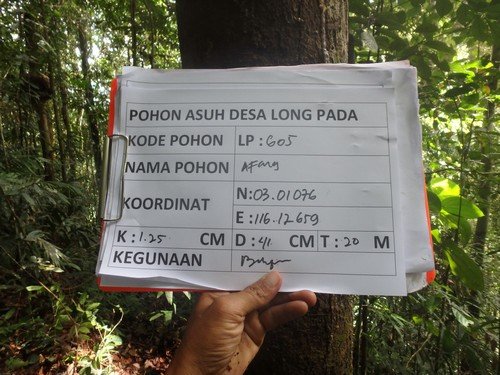 POHON ASUH DESA LONG PADA
KODE POHON LP : 605
NAMA POHON AFang
KOORDINAT N : 03.01076
E : 116.12659
K : 1.25 CM D : 41 CM T : 20 M
KEGUNAAN